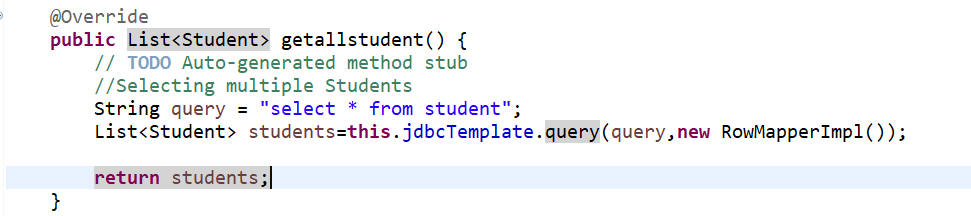 @Override
public List<Student> getallstudent() {
// TODO Auto-generated method stub
//Selecting multiple Students
String query = "select * from student";
List<Student> students=this.jdbcTemplate.query(query,new RowMapperImpl());
return students;
}